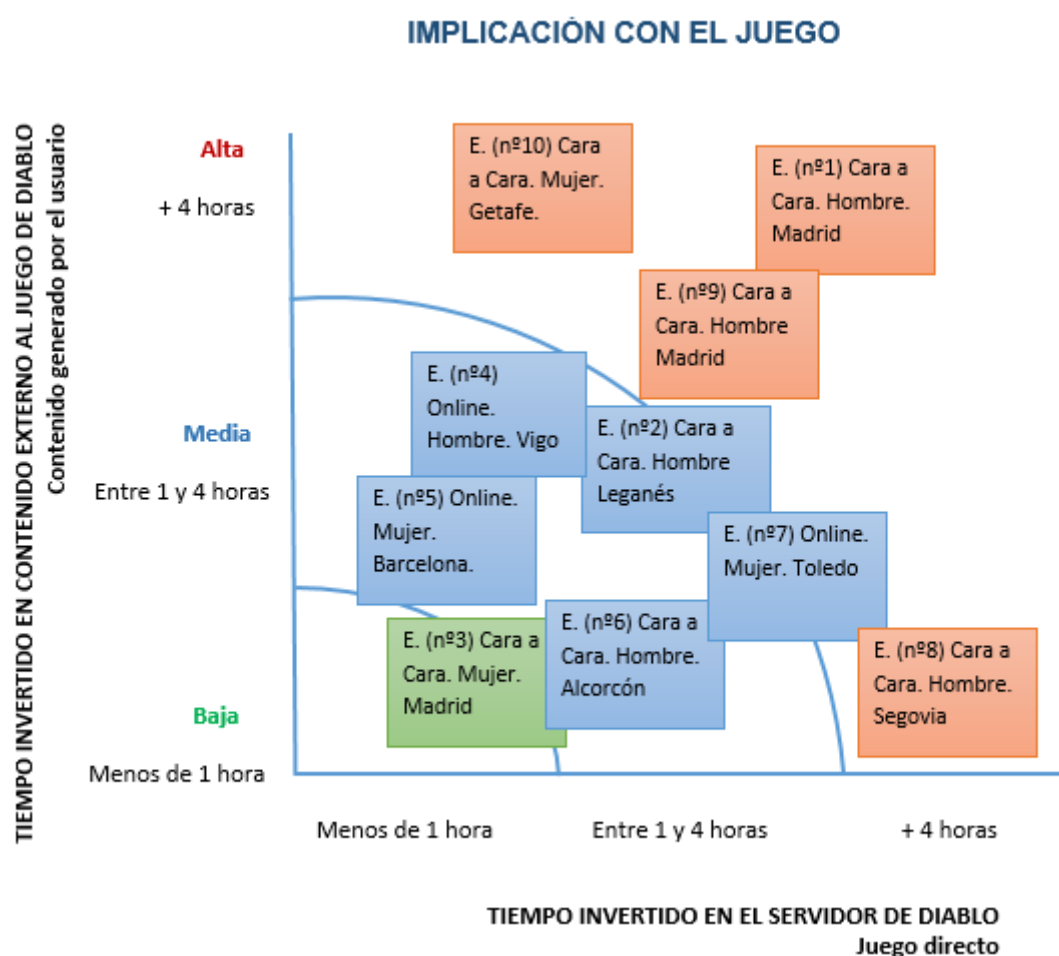 IMPLICACIÓN CON EL JUEGO
TIEMPO INVERTIDO EN CONTENIDO EXTERNO AL JUEGO DE DIABLO
Contenido generado por el usuario
Alta
+ 4 horas
Media
Entre 1 y 4 horas
Baja
Menos de 1 hora
E. (nº10) Cara
a Cara. Mujer.
Getafe.
E. (nº1) Cara a
Cara. Hombre.
Madrid
E. (nº9) Cara a
Cara. Hombre
Madrid
E. (nº4)
Online.
Hombre. Vigo
E. (nº2) Cara a
Cara. Hombre
Leganés
E. (nº5) Online.
Mujer.
Barcelona.
E. (nº7) Online.
Mujer. Toledo
E. (nº3) Cara a
Cara. Mujer.
Madrid
E. (nº6) Cara a
Cara. Hombre.
Alcorcón
E. (nº8) Cara a
Cara. Hombre.
Segovia
Menos de 1 hora
Entre 1 y 4 horas
+ 4 horas
TIEMPO INVERTIDO EN EL SERVIDOR DE DIABLO
Juego directo